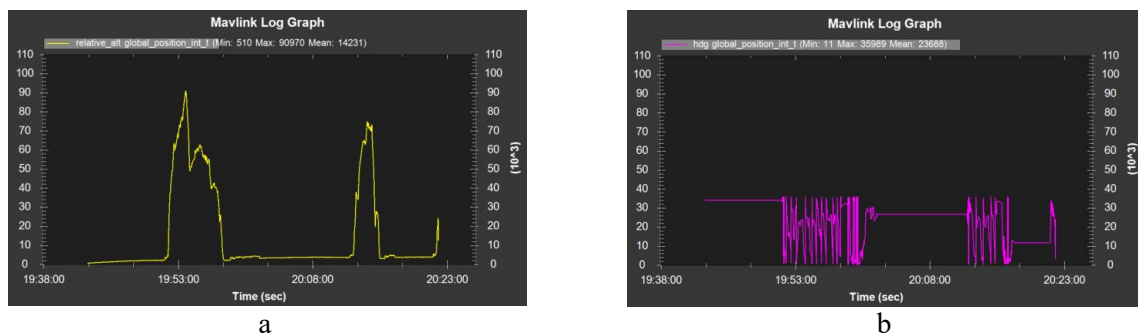 Mavlink Log Graph
relative_alt global_position_int_t (Min: 510 Max: 90970 Mean: 14231)
110 110
100 100
90 90
80 80
70 70
60 60
50 50
40 40
30 30
20 20
10 10
0 0
(10^3)
19:38:00 19:53:00 20:08:00 20:23:00
Time (sec)
a
Mavlink Log Graph
hdg global_position_int_t (Min: 11 Max: 35989 Mean: 23688)
110 110
100 100
90 90
80 80
70 70
60 60
50 50
40 40
30 30
20 20
10 10
0 0
(10^3)
19:38:00 19:53:00 20:08:00 20:23:00
Time (sec)
b